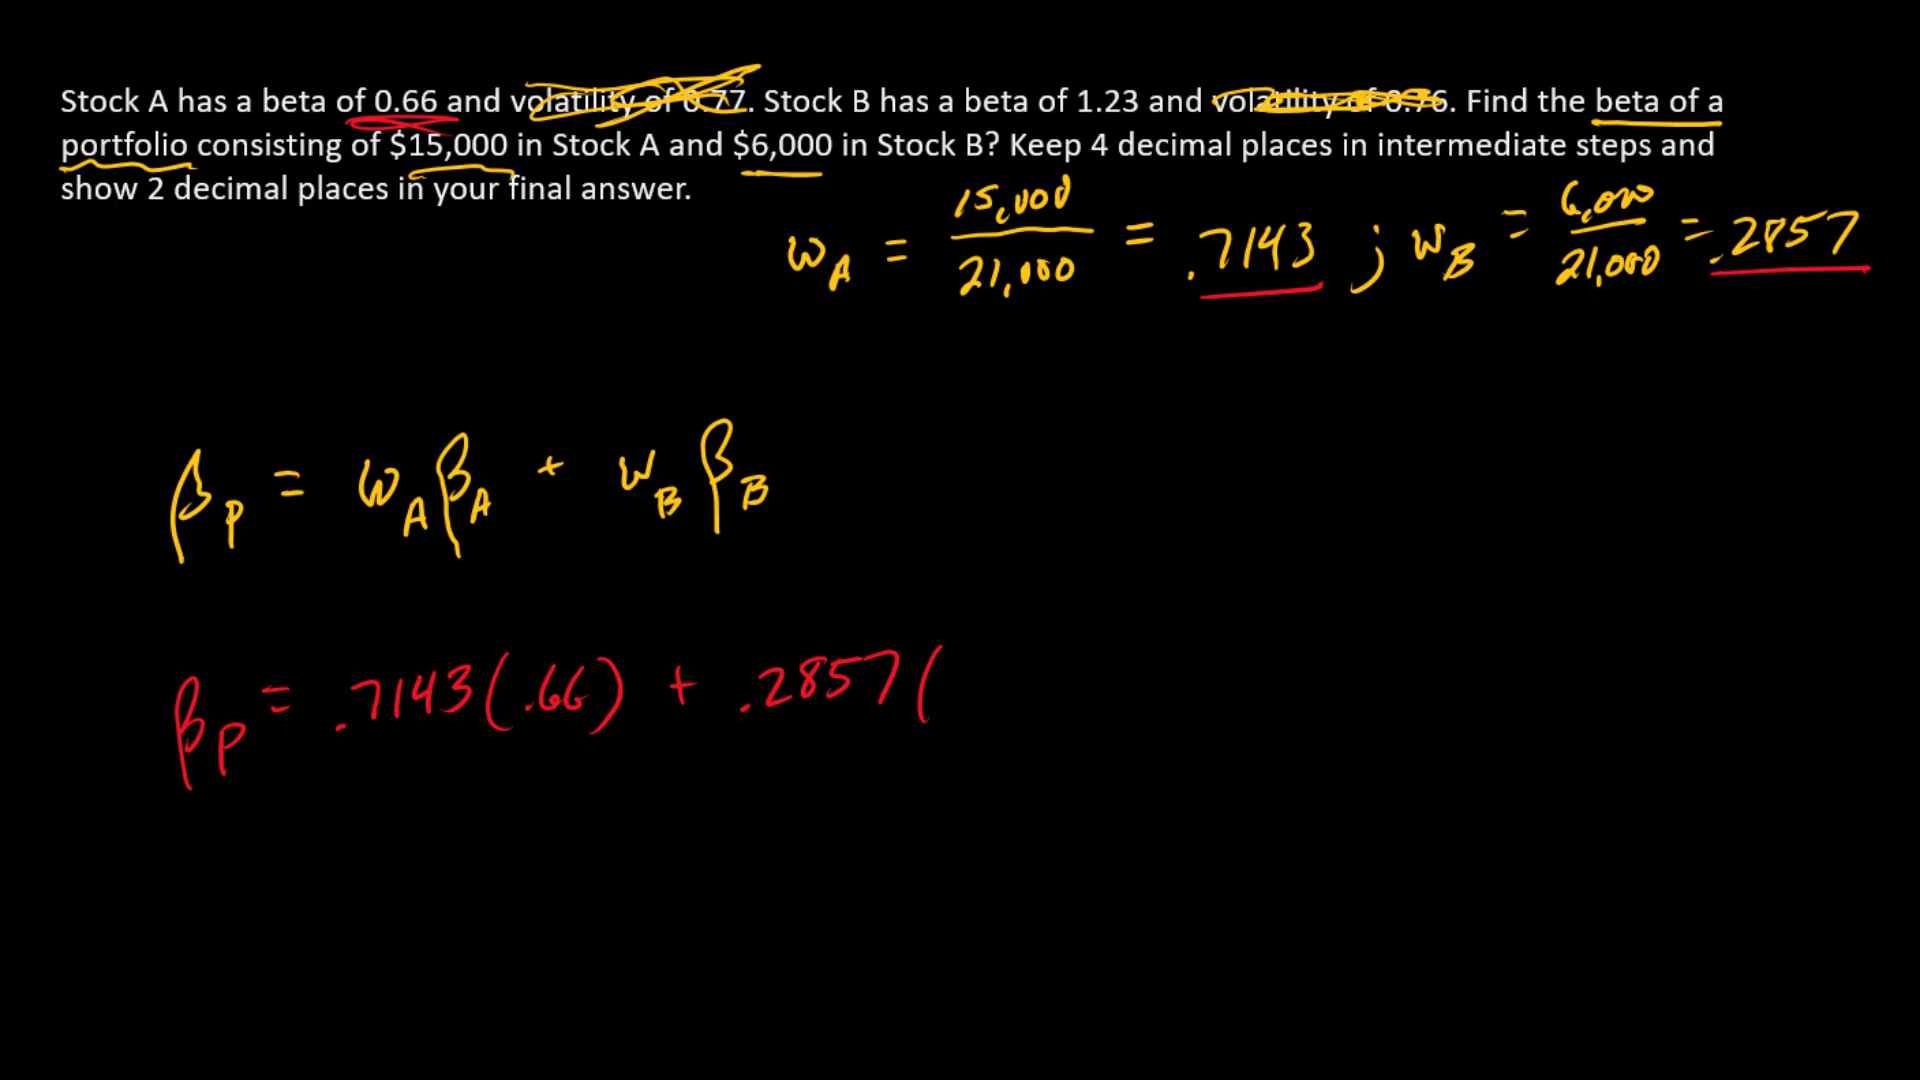 Stock A has a beta of 0.66 and volatility of 0.77. Stock B has a beta of 1.23 and volatility of 0.76. Find the beta of a
portfolio consisting of $15,000 in Stock A and $6,000 in Stock B? Keep 4 decimal places in intermediate steps and
show 2 decimal places in your final answer.
w_A = 15,000/21,000 = .7143 ; w_B = 6,000/21,000 = .2857
β_P = w_A β_A + w_B β_B
β_P = .7143(.66) + .2857(